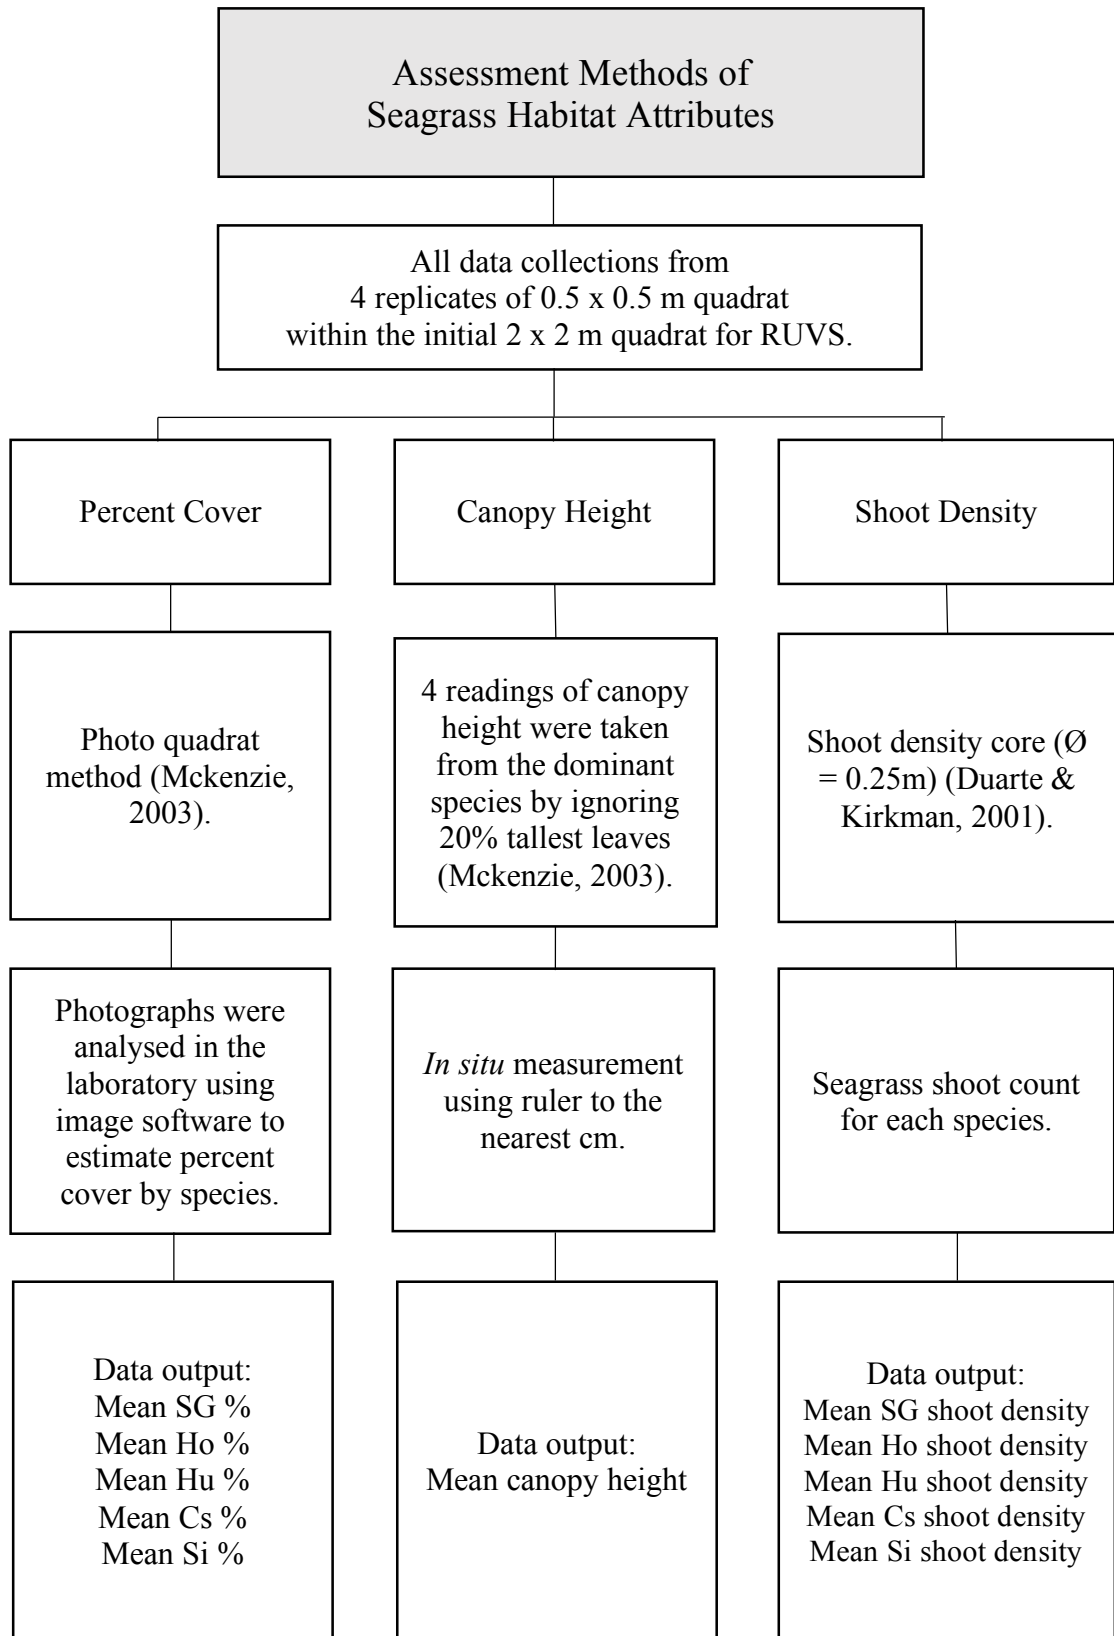 Assessment Methods of
Seagrass Habitat Attributes
All data collections from
4 replicates of 0.5 x 0.5 m quadrat
within the initial 2 x 2 m quadrat for RUVS.
Percent Cover
Canopy Height
Shoot Density
Photo quadrat
method (Mckenzie,
2003).
4 readings of canopy
height were taken
from the dominant
species by ignoring
20% tallest leaves
(Mckenzie, 2003).
Shoot density core (Ø
= 0.25m) (Duarte &
Kirkman, 2001).
Photographs were
analysed in the
laboratory using
image software to
estimate percent
cover by species.
In situ measurement
using ruler to the
nearest cm.
Seagrass shoot count
for each species.
Data output:
Mean SG %
Mean Ho %
Mean Hu %
Mean Cs %
Mean Si %
Data output:
Mean canopy height
Data output:
Mean SG shoot density
Mean Ho shoot density
Mean Hu shoot density
Mean Cs shoot density
Mean Si shoot density